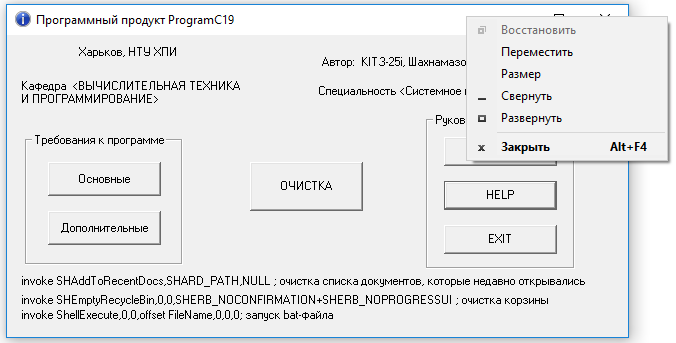 Программный продукт ProgramC19
Харьков, НТУ ХПИ
Автор: KIT3-25i,
Кафедра <ВЫЧИСЛИТЕЛЬНАЯ ТЕХНИКА
И ПРОГРАММИРОВАНИЕ>
Специальность <Системное
Восстановить
Переместить
Размер
Свернуть
Развернуть
Закрыть Alt+F4
Требования к программе
Основные
Дополнительные
ОЧИСТКА
HELP
EXIT
invoke SHAddToRecentDocs,SHARD_PATH,NULL ; очистка списка документов, которые недавно открывались
invoke SHEmptyRecycleBin,0,0,SHERB_NOCONFIRMATION+SHERB_NOPROGRESSUI ; очистка корзины
invoke ShellExecute,0,0,offset FileName,0,0,0; запуск bat-файла